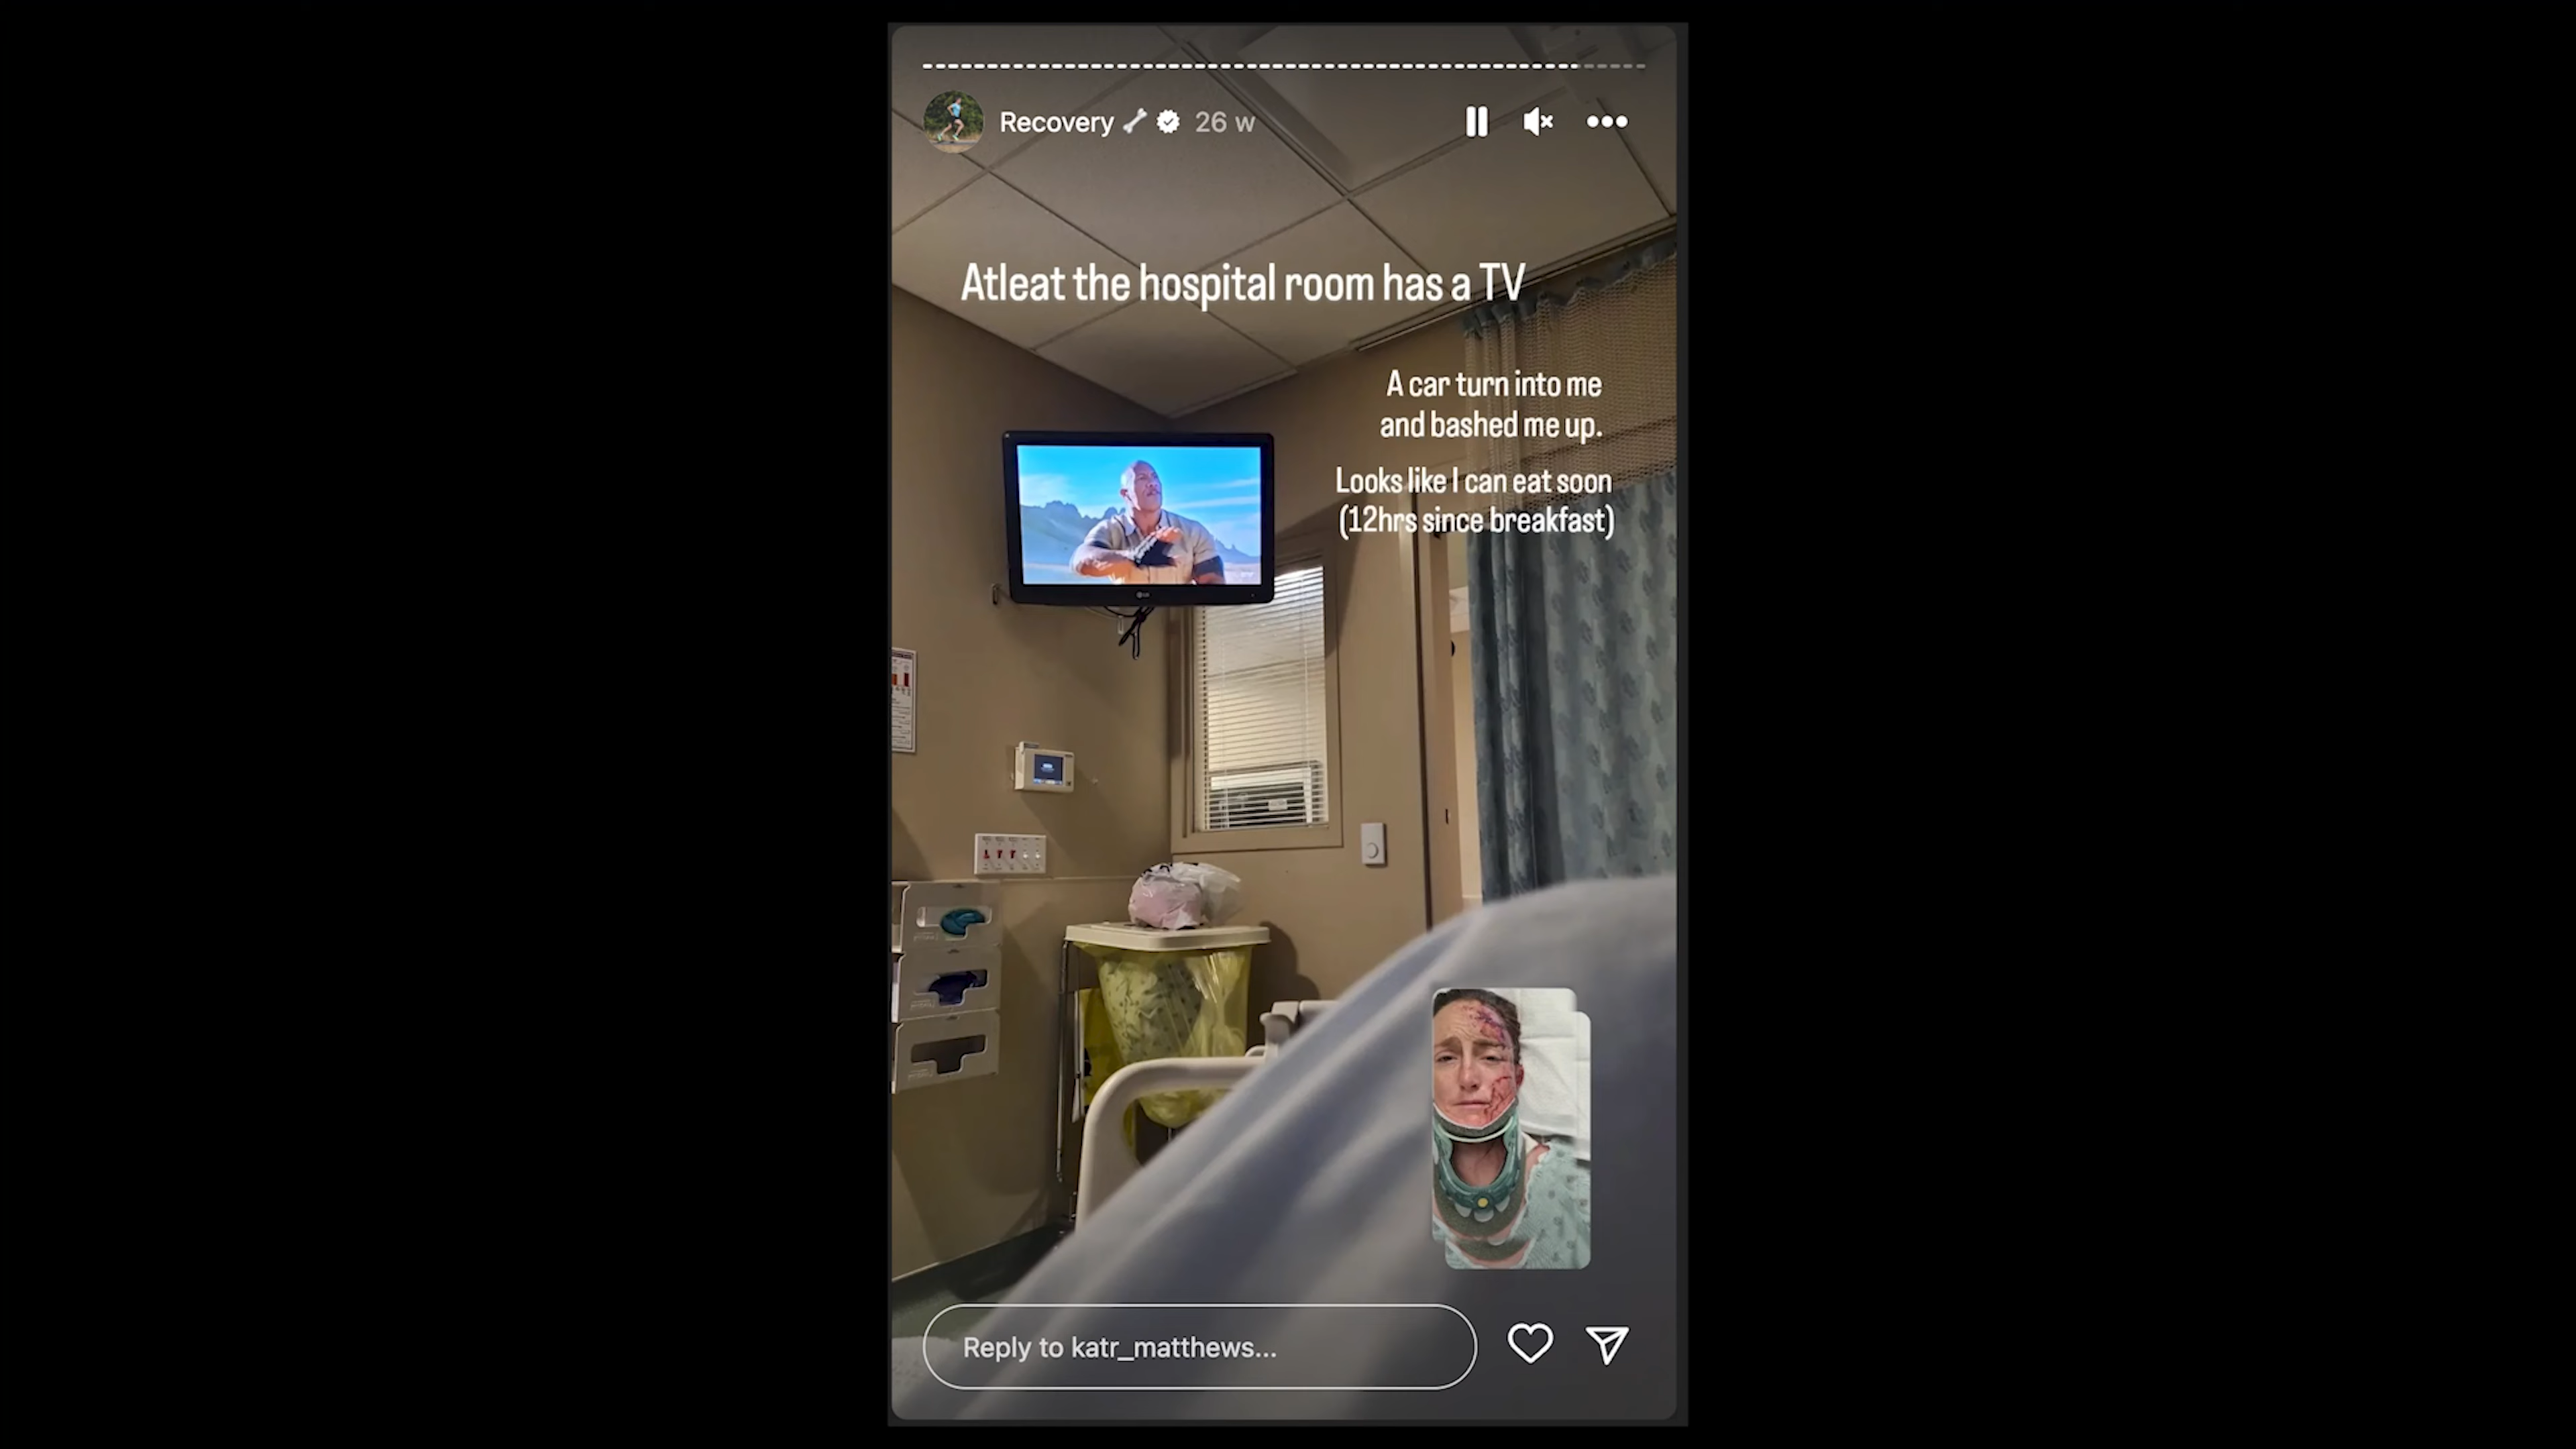 Recovery 🦴 26 w
Atleat the hospital room has a TV
A car turn into me
and bashed me up.
Looks like I can eat soon
(12hrs since breakfast)
LG
Reply to katr_matthews...